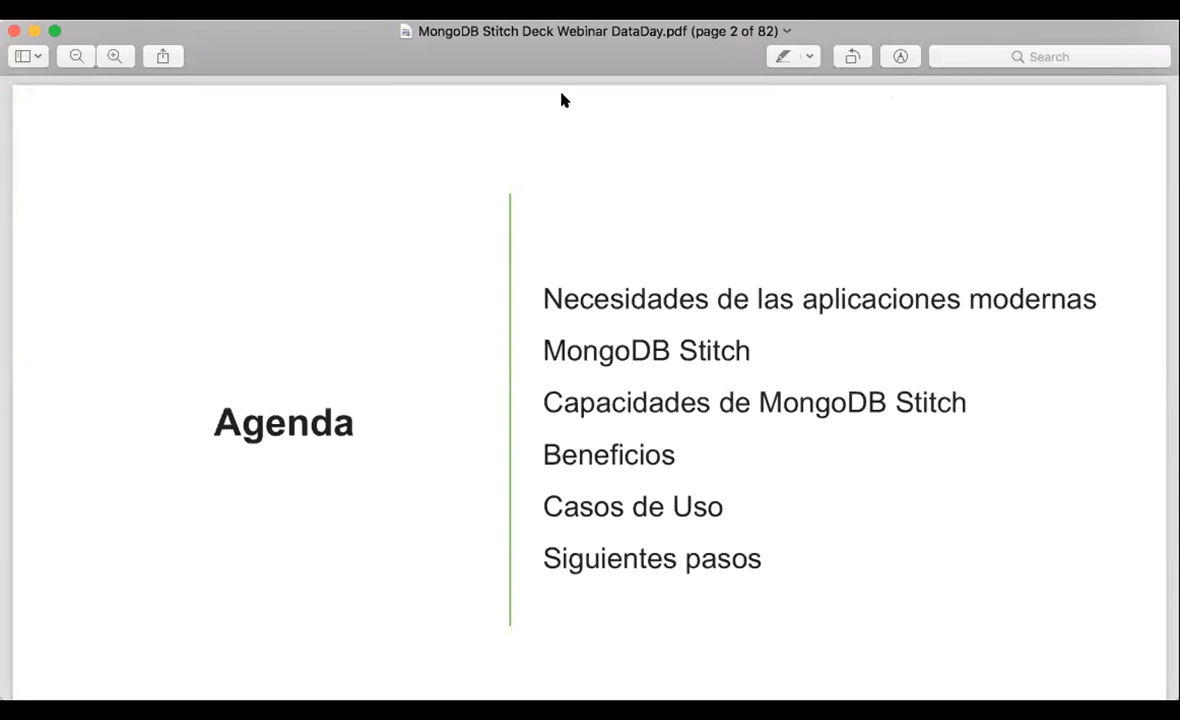 MongoDB Stitch Deck Webinar DataDay.pdf (page 2 of 82)
Search
Agenda
Necesidades de las aplicaciones modernas
MongoDB Stitch
Capacidades de MongoDB Stitch
Beneficios
Casos de Uso
Siguientes pasos